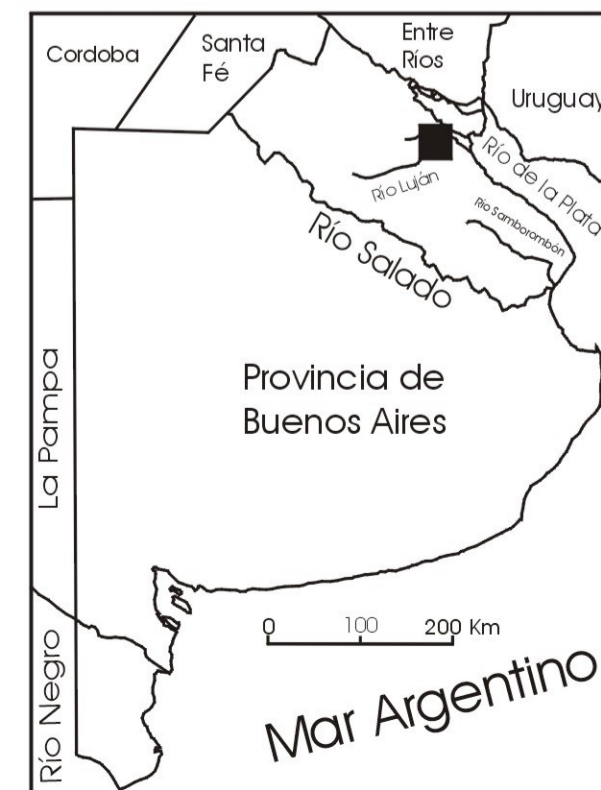 Cordoba
Santa
Fé
Entre
Ríos
Uruguay
Río de la Plata
Río Luján
Río Samborombón
Río Salado
Provincia de
Buenos Aires
La Pampa
0 100 200 Km
Río Negro
Mar Argentino